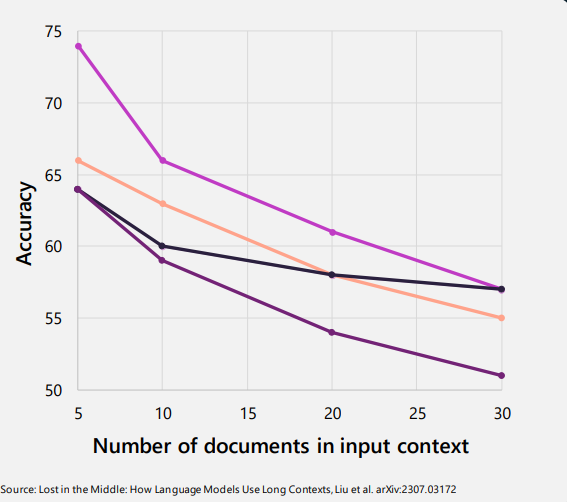 75
70
65
60
55
50
Accuracy
5 10 15 20 25 30
Number of documents in input context
Source: Lost in the Middle: How Language Models Use Long Contexts, Liu et al. arXiv:2307.03172